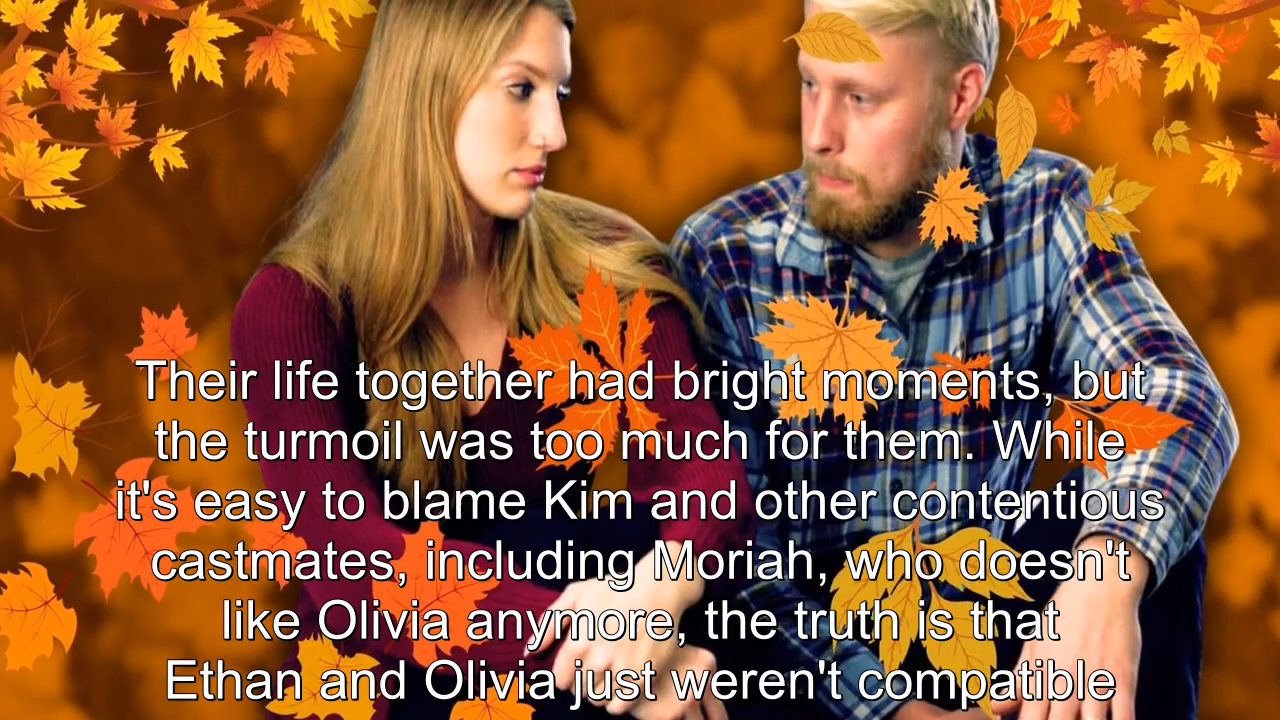 Their life together had bright moments, but
the turmoil was too much for them. While
it's easy to blame Kim and other contentious
castmates, including Moriah, who doesn't
like Olivia anymore, the truth is that
Ethan and Olivia just weren't compatible